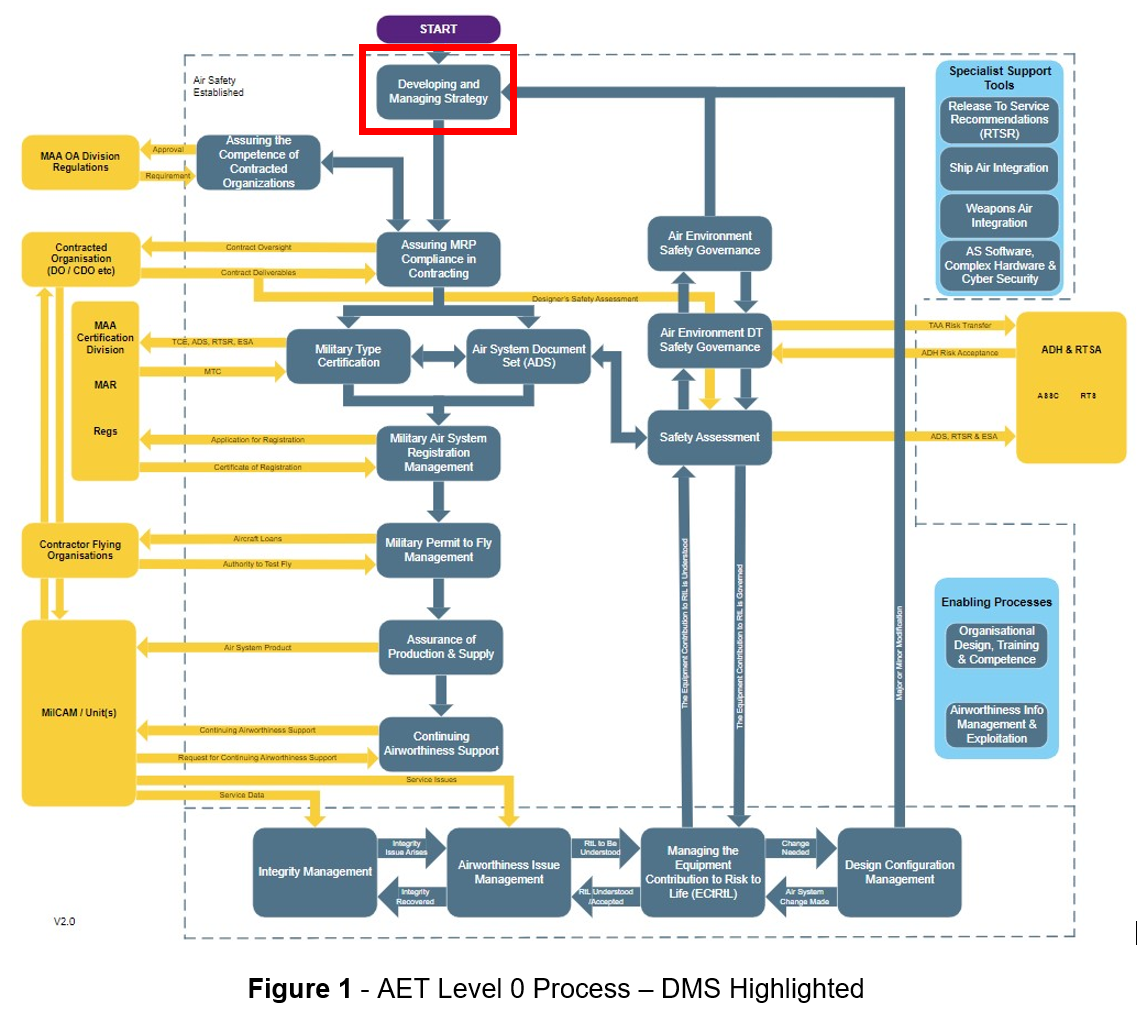 START
Air Safety
Established
Developing and
Managing Strategy
Specialist Support
Tools
Release To Service
Recommendations
(RTSR)
Ship Air Integration
Weapons Air
Integration
AS Software,
Complex Hardware &
Cyber Security
MAA OA Division
Regulations
Approval
Requirement
Assuring the
Competence of
Contracted
Organizations
Contracted
Organisation
(DO / CDO etc)
Contract Oversight
Contract Deliverables
Assuring MRP
Compliance in
Contracting
Air Environment
Safety Governance
Designer's Safety Assessment
MAA
Certification
Division
MAR
Regs
TCE, ADS, RTSR, ESA
MTC
Military Type
Certification
Air System Document
Set (ADS)
Air Environment DT
Safety Governance
TAA Risk Transfer
ADH Risk Acceptance
ADH & RTSA
ASSC
RTS
Application for Registration
Certificate of Registration
Military Air System
Registration
Management
Safety Assessment
ADS, RTSR & ESA
Contractor Flying
Organisations
Aircraft Loans
Authority to Test Fly
Military Permit to Fly
Management
The Equipment Contribution to RtL is Understood
The Equipment Contribution to RtL is Governed
Major or Minor Modification
Enabling Processes
Organisational
Design, Training
& Competence
Airworthiness Info
Management &
Exploitation
MilCAM / Unit(s)
Air System Product
Assurance of
Production & Supply
Continuing Airworthiness Support
Request for Continuing Airworthiness Support
Continuing
Airworthiness Support
Service Issues
Service Data
Integrity Management
Integrity
Issue Arises
Integrity
Recovered
Airworthiness Issue
Management
RIL to Be
Understood
RIL Understood
/Accepted
Managing the
Equipment
Contribution to Risk to
Life (ECIRIL)
Change
Needed
Air System
Change Made
Design Configuration
Management
V2.0
Figure 1 - AET Level 0 Process – DMS Highlighted